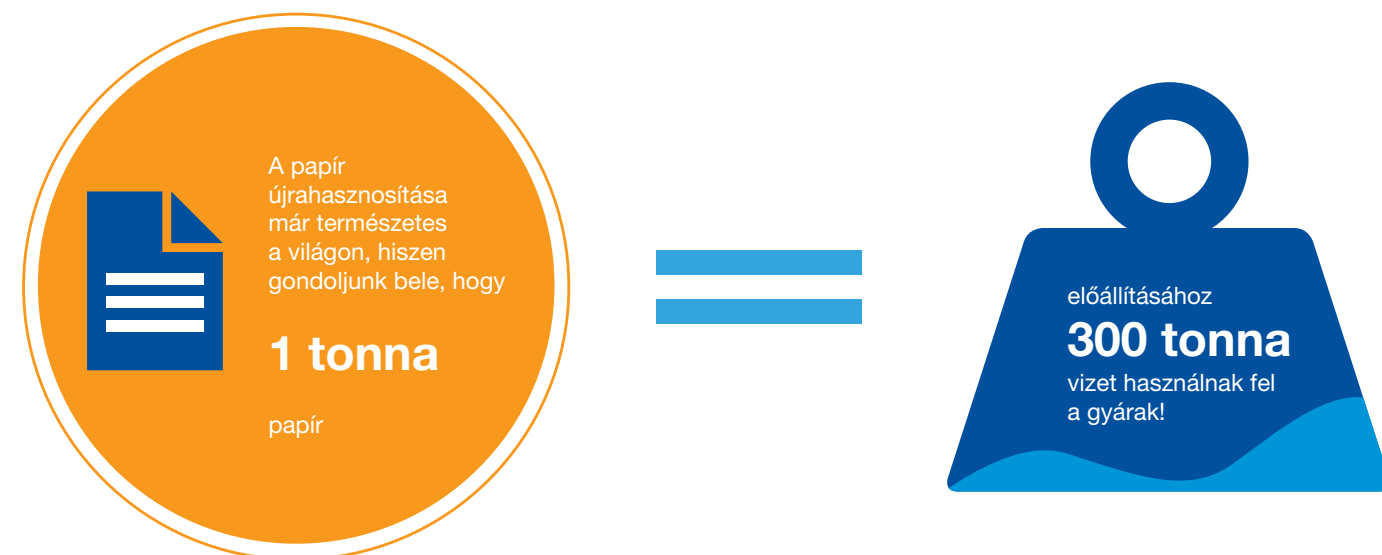 A papír
újrahasznosítása
már természetes
a világon, hiszen
gondoljunk bele, hogy
1 tonna
papír
előállításához
300 tonna
vizet használnak fel
a gyárak!